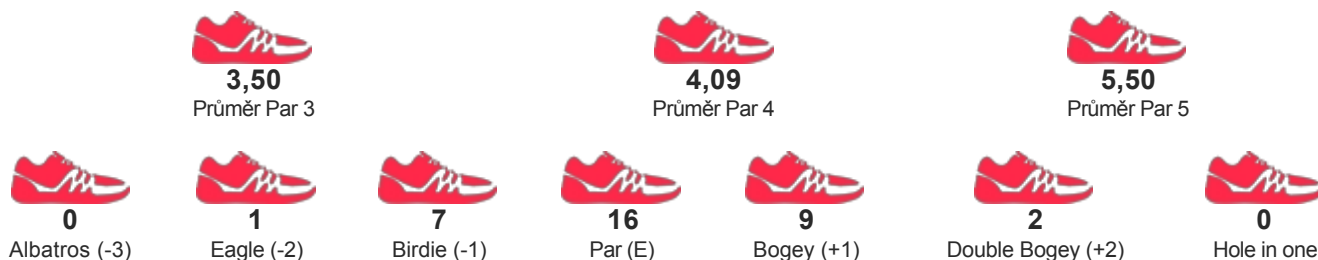 3,50
Průměr Par 3
4,09
Průměr Par 4
5,50
Průměr Par 5
0
Albatros (-3)
1
Eagle (-2)
7
Birdie (-1)
16
Par (E)
9
Bogey (+1)
2
Double Bogey (+2)
0
Hole in one